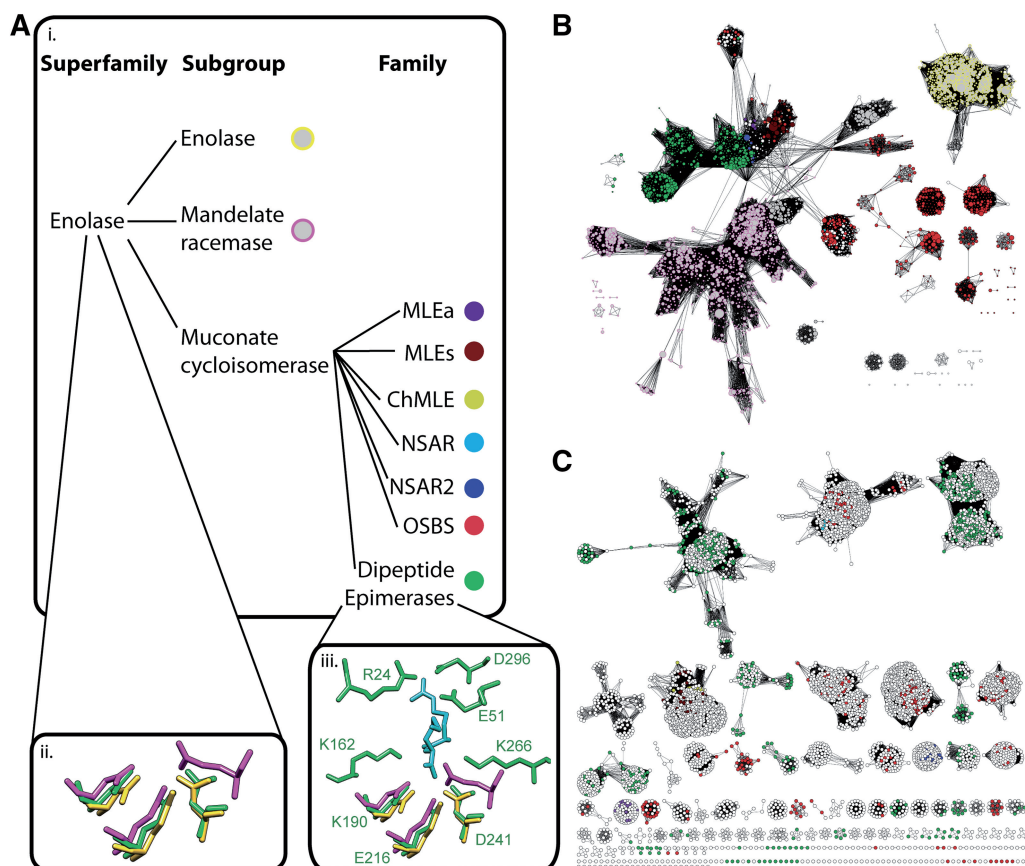 A
i.
Superfamily Subgroup Family
Enolase
Enolase
Mandelate
racemase
Muconate
cycloisomerase
MLEa
MLEs
ChMLE
NSAR
NSAR2
OSBS
Dipeptide
Epimerases
ii.
iii.
R24
D296
E51
K162
K266
K190
D241
E216
B
C